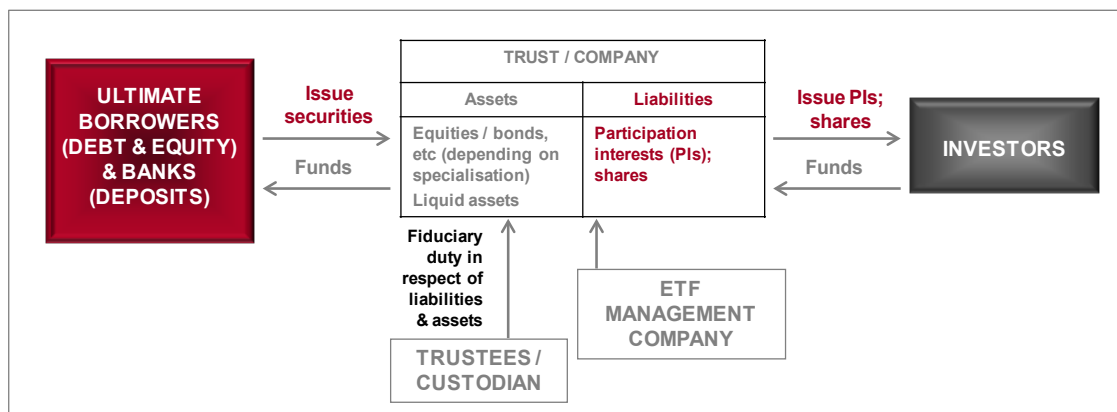 TRUST / COMPANY
ULTIMATE
BORROWERS
(DEBT & EQUITY)
& BANKS
(DEPOSITS)
Issue
securities
Funds
Assets
Liabilities
Equities / bonds,
etc (depending on
specialisation)
Liquid assets
Participation
interests (PIs);
shares
Issue PIs;
shares
Funds
INVESTORS
Fiduciary
duty in
respect of
liabilities
& assets
ETF
MANAGEMENT
COMPANY
TRUSTEES /
CUSTODIAN